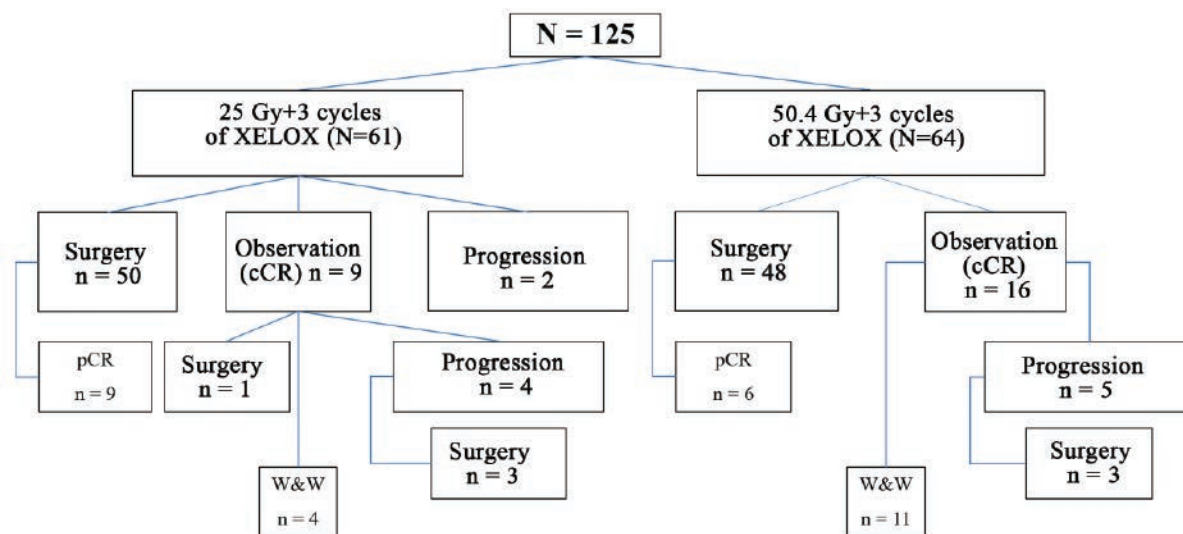 N = 125
25 Gy+3 cycles
of XELOX (N=61)
50.4 Gy+3 cycles
of XELOX (N=64)
Surgery
n = 50
Observation
(cCR) n = 9
Progression
n = 2
Surgery
n = 48
Observation
(cCR)
n = 16
pCR
n = 9
Surgery
n = 1
Progression
n = 4
pCR
n = 6
Progression
n = 5
Surgery
n = 3
Surgery
n = 3
W&W
n = 4
W&W
n = 11